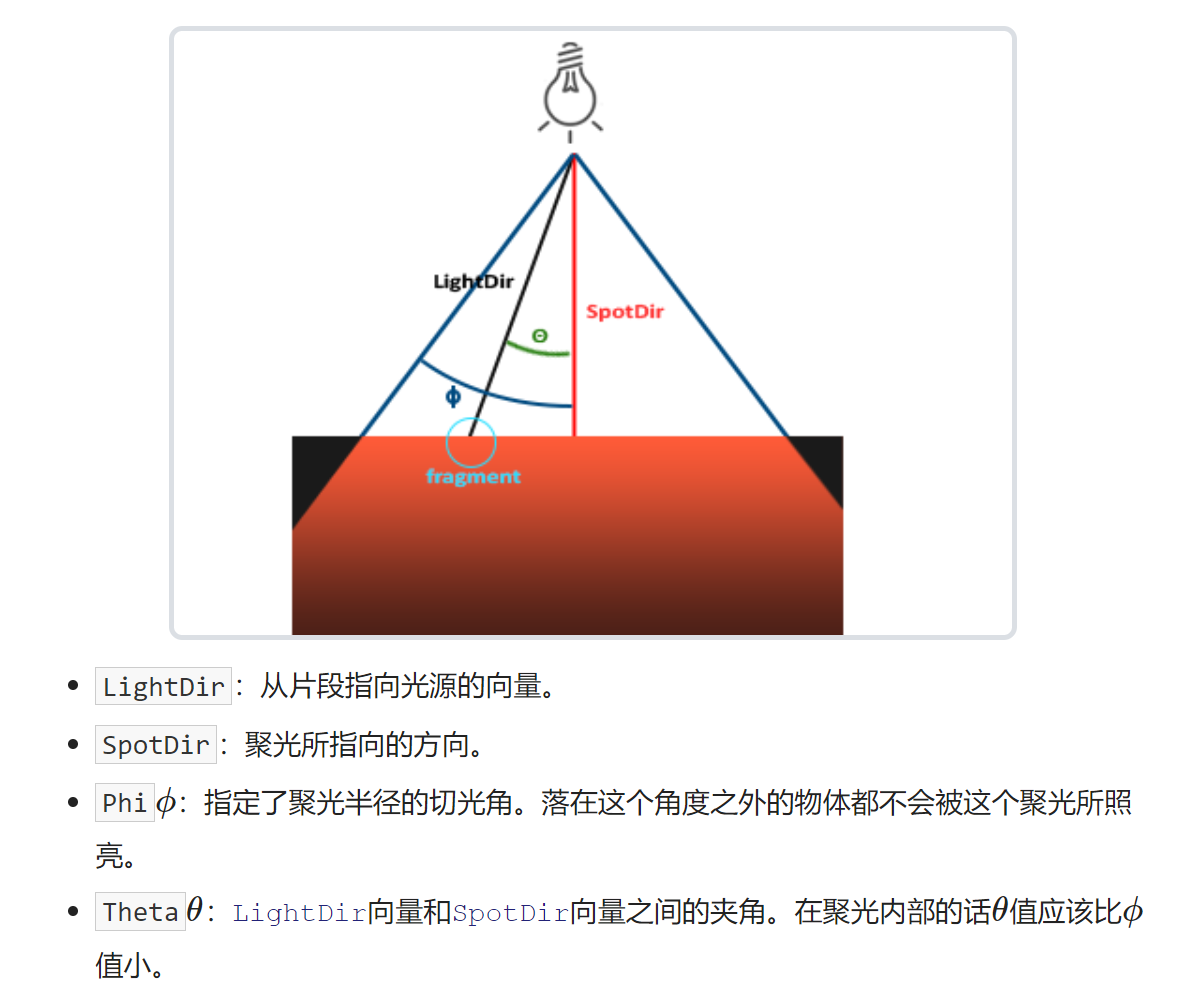 LightDir
SpotDir
Θ
ϕ
fragment
LightDir：从片段指向光源的向量。
SpotDir：聚光所指向的方向。
Phiϕ：指定了聚光半径的切光角。落在这个角度之外的物体都不会被这个聚光所照
亮。
Thetaθ：LightDir向量和SpotDir向量之间的夹角。在聚光内部的话θ值应该比ϕ
值小。